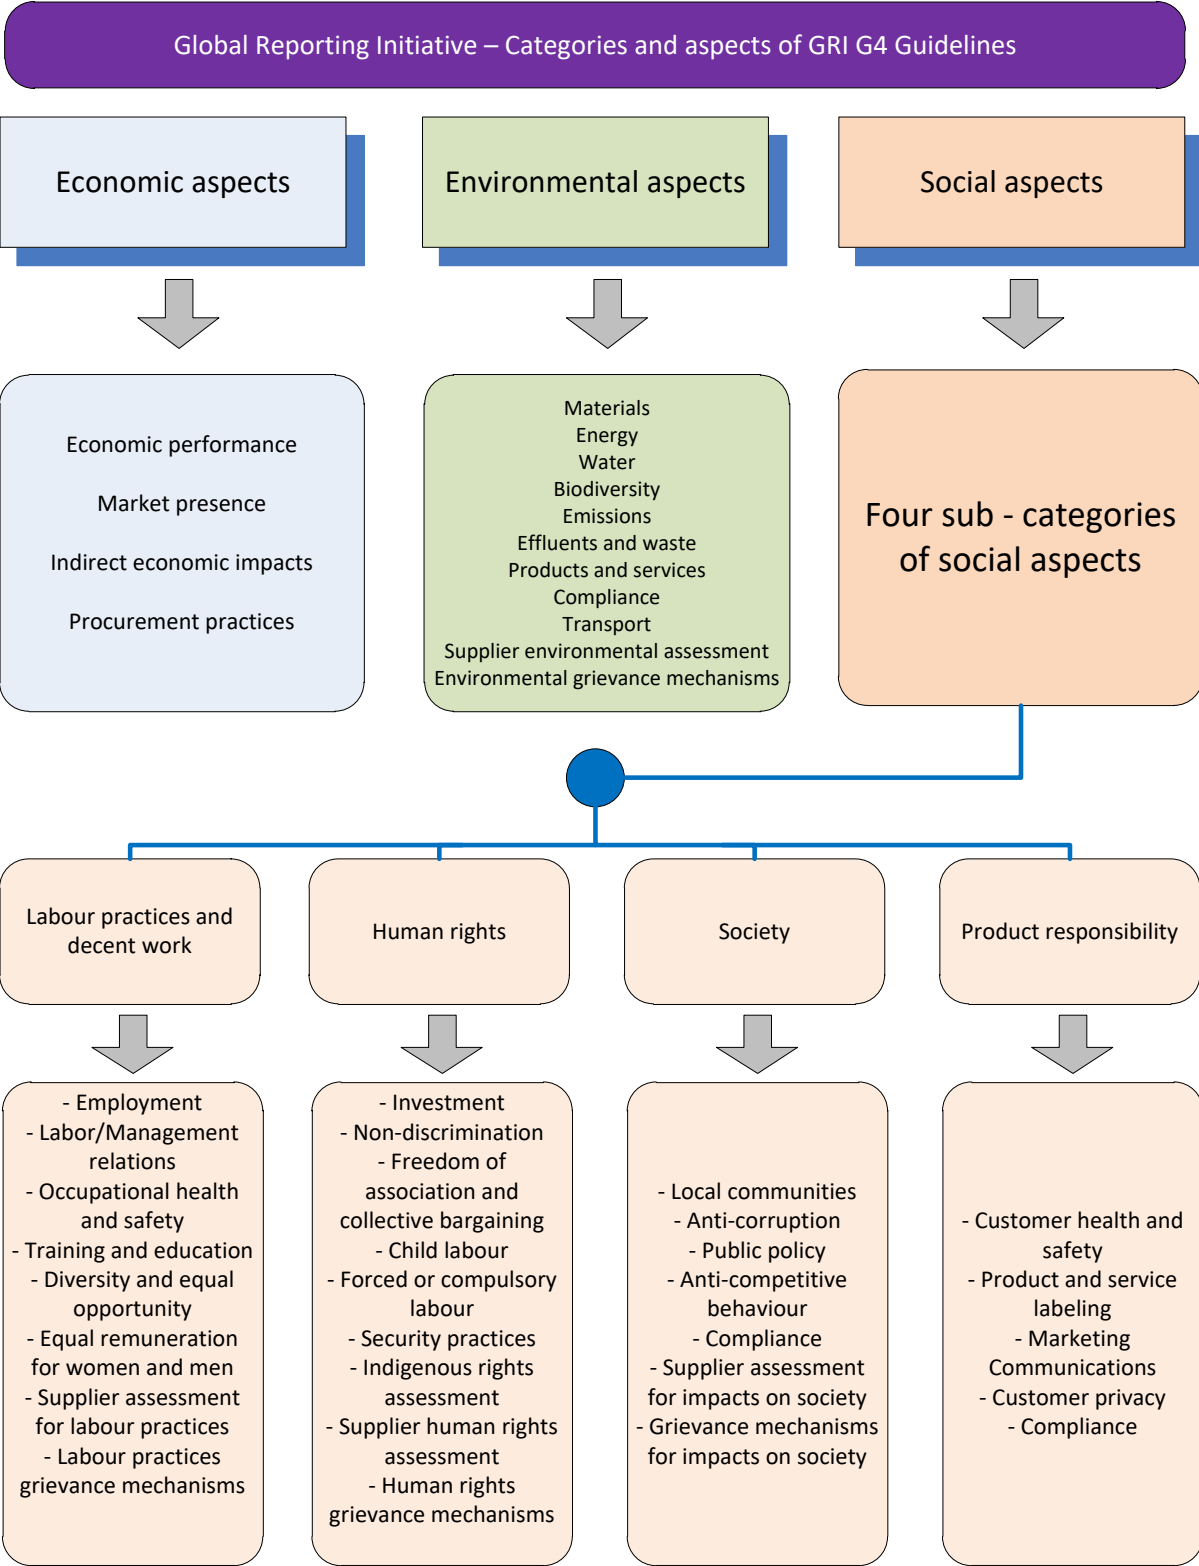 Global Reporting Initiative – Categories and aspects of GRI G4 Guidelines
Economic aspects
Environmental aspects
Social aspects
Economic performance
Market presence
Indirect economic impacts
Procurement practices
Materials
Energy
Water
Biodiversity
Emissions
Effluents and waste
Products and services
Compliance
Transport
Supplier environmental assessment
Environmental grievance mechanisms
Four sub - categories
of social aspects
Labour practices and
decent work
Human rights
Society
Product responsibility
- Employment
- Labor/Management
relations
- Occupational health
and safety
- Training and education
- Diversity and equal
opportunity
- Equal remuneration
for women and men
- Supplier assessment
for labour practices
- Labour practices
grievance mechanisms
- Investment
- Non-discrimination
- Freedom of
association and
collective bargaining
- Child labour
- Forced or compulsory
labour
- Security practices
- Indigenous rights
assessment
- Supplier human rights
assessment
- Human rights
grievance mechanisms
- Local communities
- Anti-corruption
- Public policy
- Anti-competitive
behaviour
- Compliance
- Supplier assessment
for impacts on society
- Grievance mechanisms
for impacts on society
- Customer health and
safety
- Product and service
labeling
- Marketing
Communications
- Customer privacy
- Compliance